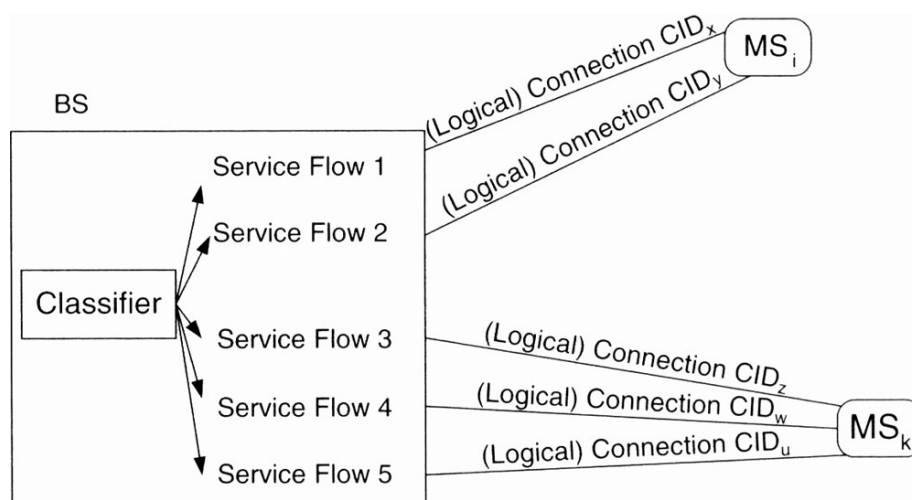 BS
Classifier
Service Flow 1
Service Flow 2
Service Flow 3
Service Flow 4
Service Flow 5
(Logical) Connection CIDx
(Logical) Connection CIDy
(Logical) Connection CIDz
(Logical) Connection CIDw
(Logical) Connection CIDu
MSi
MSk